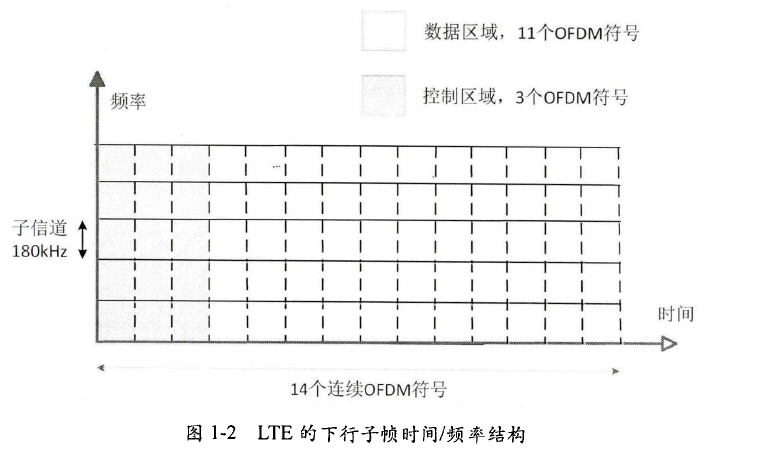 数据区域，11个OFDM符号
控制区域，3个OFDM符号
频率
子信道
180kHz
时间
14个连续OFDM符号
图 1-2 LTE 的下行子帧时间/频率结构